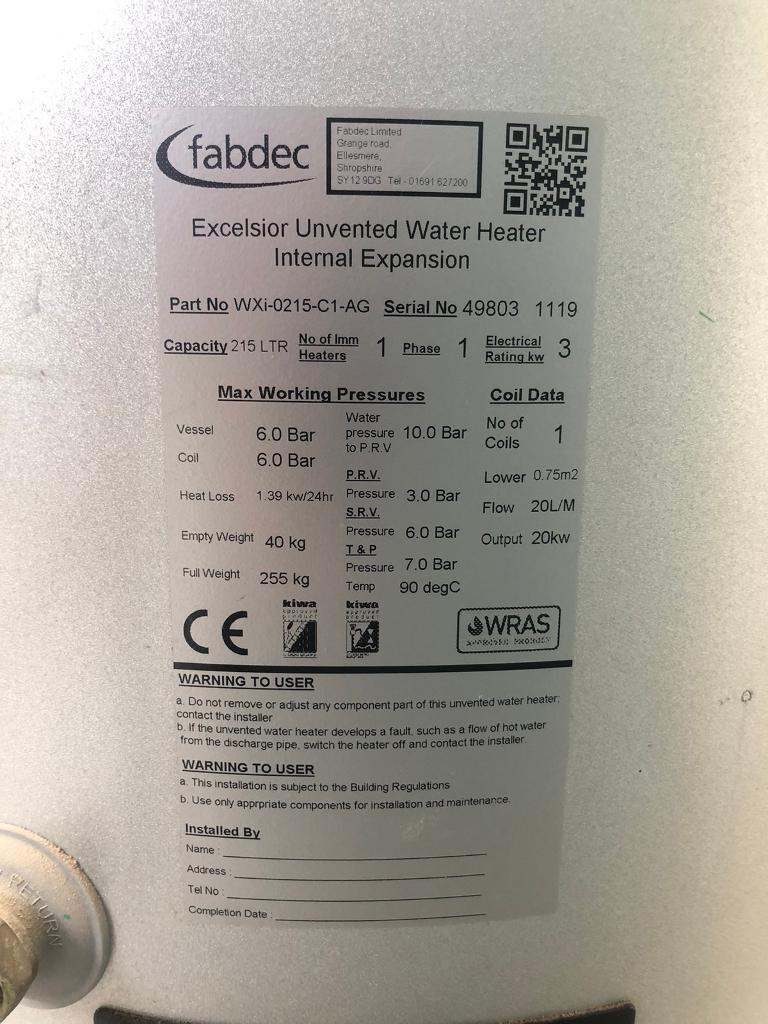 fabdec
Fabdec Limited
Grange road,
Ellesmere,
Shropshire
SY12 9DG Tel - 01691 627200
Excelsior Unvented Water Heater
Internal Expansion
Part No WXi-0215-C1-AG Serial No 49803 1119
Capacity 215 LTR No of Imm Heaters 1 Phase 1 Electrical Rating kw 3
Max Working Pressures
Coil Data
Vessel 6.0 Bar
Coil 6.0 Bar
Heat Loss 1.39 kw/24hr
Empty Weight 40 kg
Full Weight 255 kg
Water
pressure 10.0 Bar
to P.R.V
P.R.V.
Pressure 3.0 Bar
S.R.V.
Pressure 6.0 Bar
T & P
Pressure 7.0 Bar
Temp 90 degC
No of
Coils 1
Lower 0.75m2
Flow 20L/M
Output 20kw
CE
kiwa
approved
product
kiwa
approved
product
WRAS
APPROVED PRODUCT
WARNING TO USER
a. Do not remove or adjust any component part of this unvented water heater;
contact the installer
b. If the unvented water heater develops a fault, such as a flow of hot water
from the discharge pipe, switch the heater off and contact the installer.
WARNING TO USER
a. This installation is subject to the Building Regulations
b. Use only apprpriate components for installation and maintenance.
Installed By
Name :
Address :
Tel No :
Completion Date :
RETURN